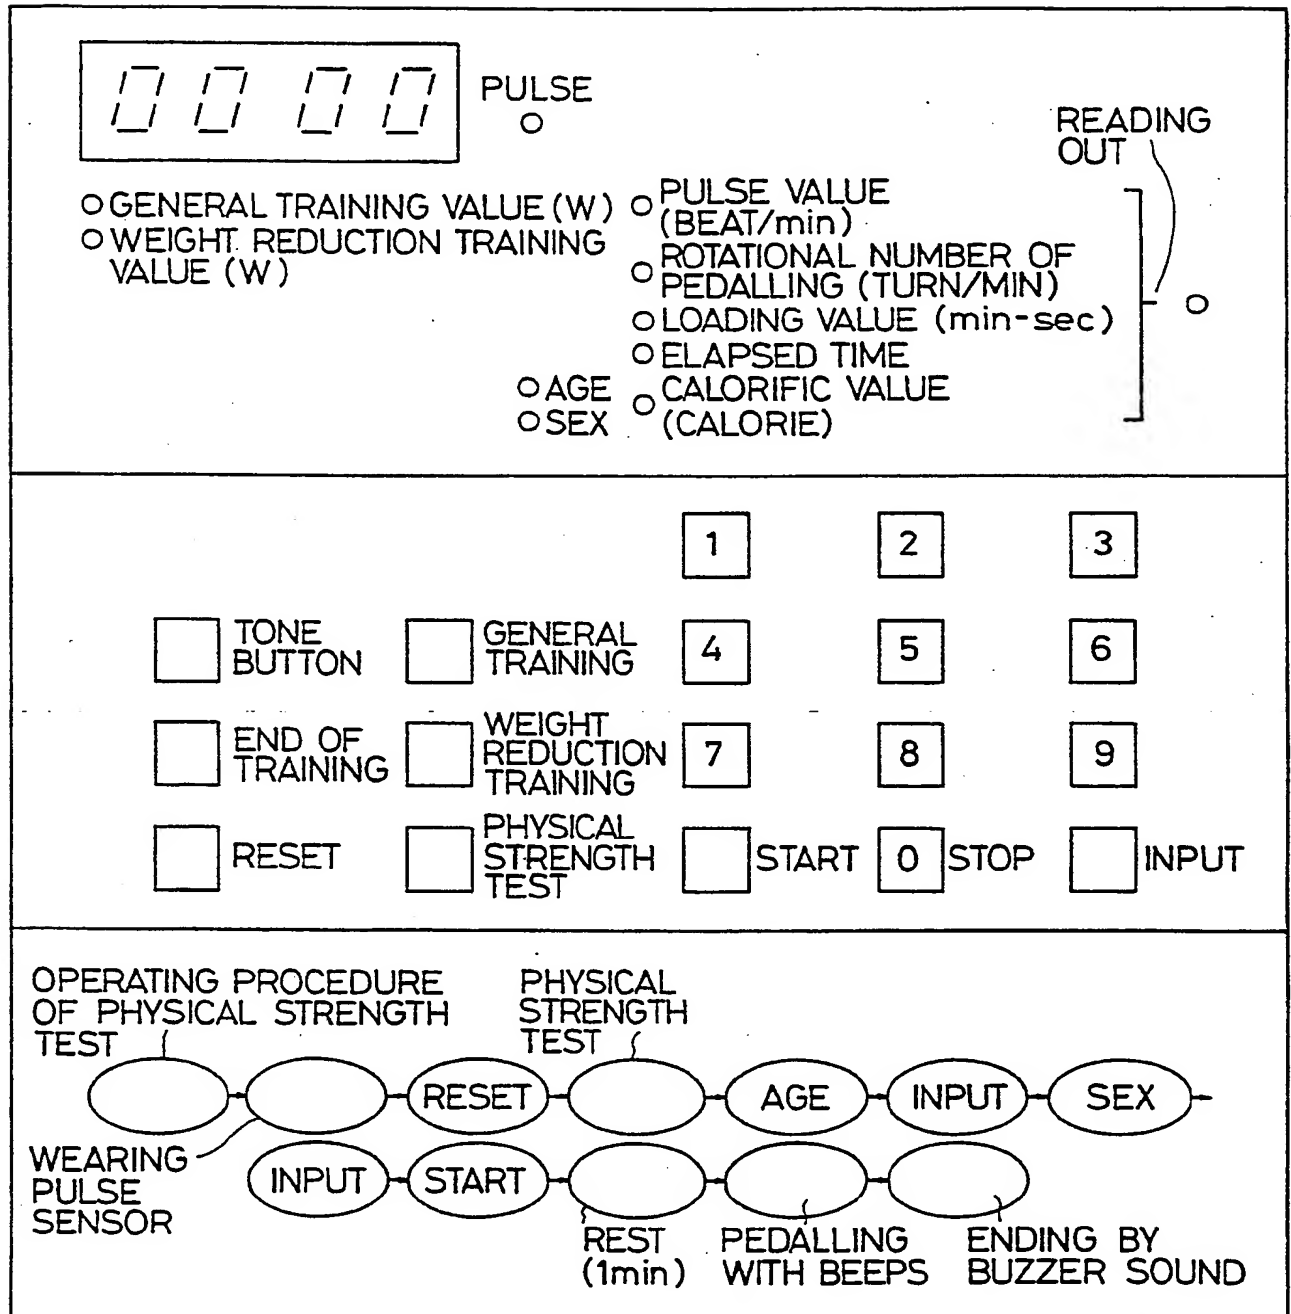 00 00
PULSE
READING
OUT
GENERAL TRAINING VALUE (W)
WEIGHT REDUCTION TRAINING
VALUE (W)
PULSE VALUE
(BEAT/min)
ROTATIONAL NUMBER OF
PEDALLING (TURN/MIN)
LOADING VALUE (min-sec)
ELAPSED TIME
AGE
SEX
CALORIFIC VALUE
(CALORIE)
1 2 3
TONE
BUTTON
GENERAL
TRAINING
4 5 6
END OF
TRAINING
WEIGHT
REDUCTION
TRAINING
7 8 9
RESET
PHYSICAL
STRENGTH
TEST
START 0 STOP INPUT
OPERATING PROCEDURE
OF PHYSICAL STRENGTH
TEST
PHYSICAL
STRENGTH
TEST
RESET AGE INPUT SEX
WEARING
PULSE
SENSOR
INPUT START
REST
(1min)
PEDALLING
WITH BEEPS
ENDING BY
BUZZER SOUND